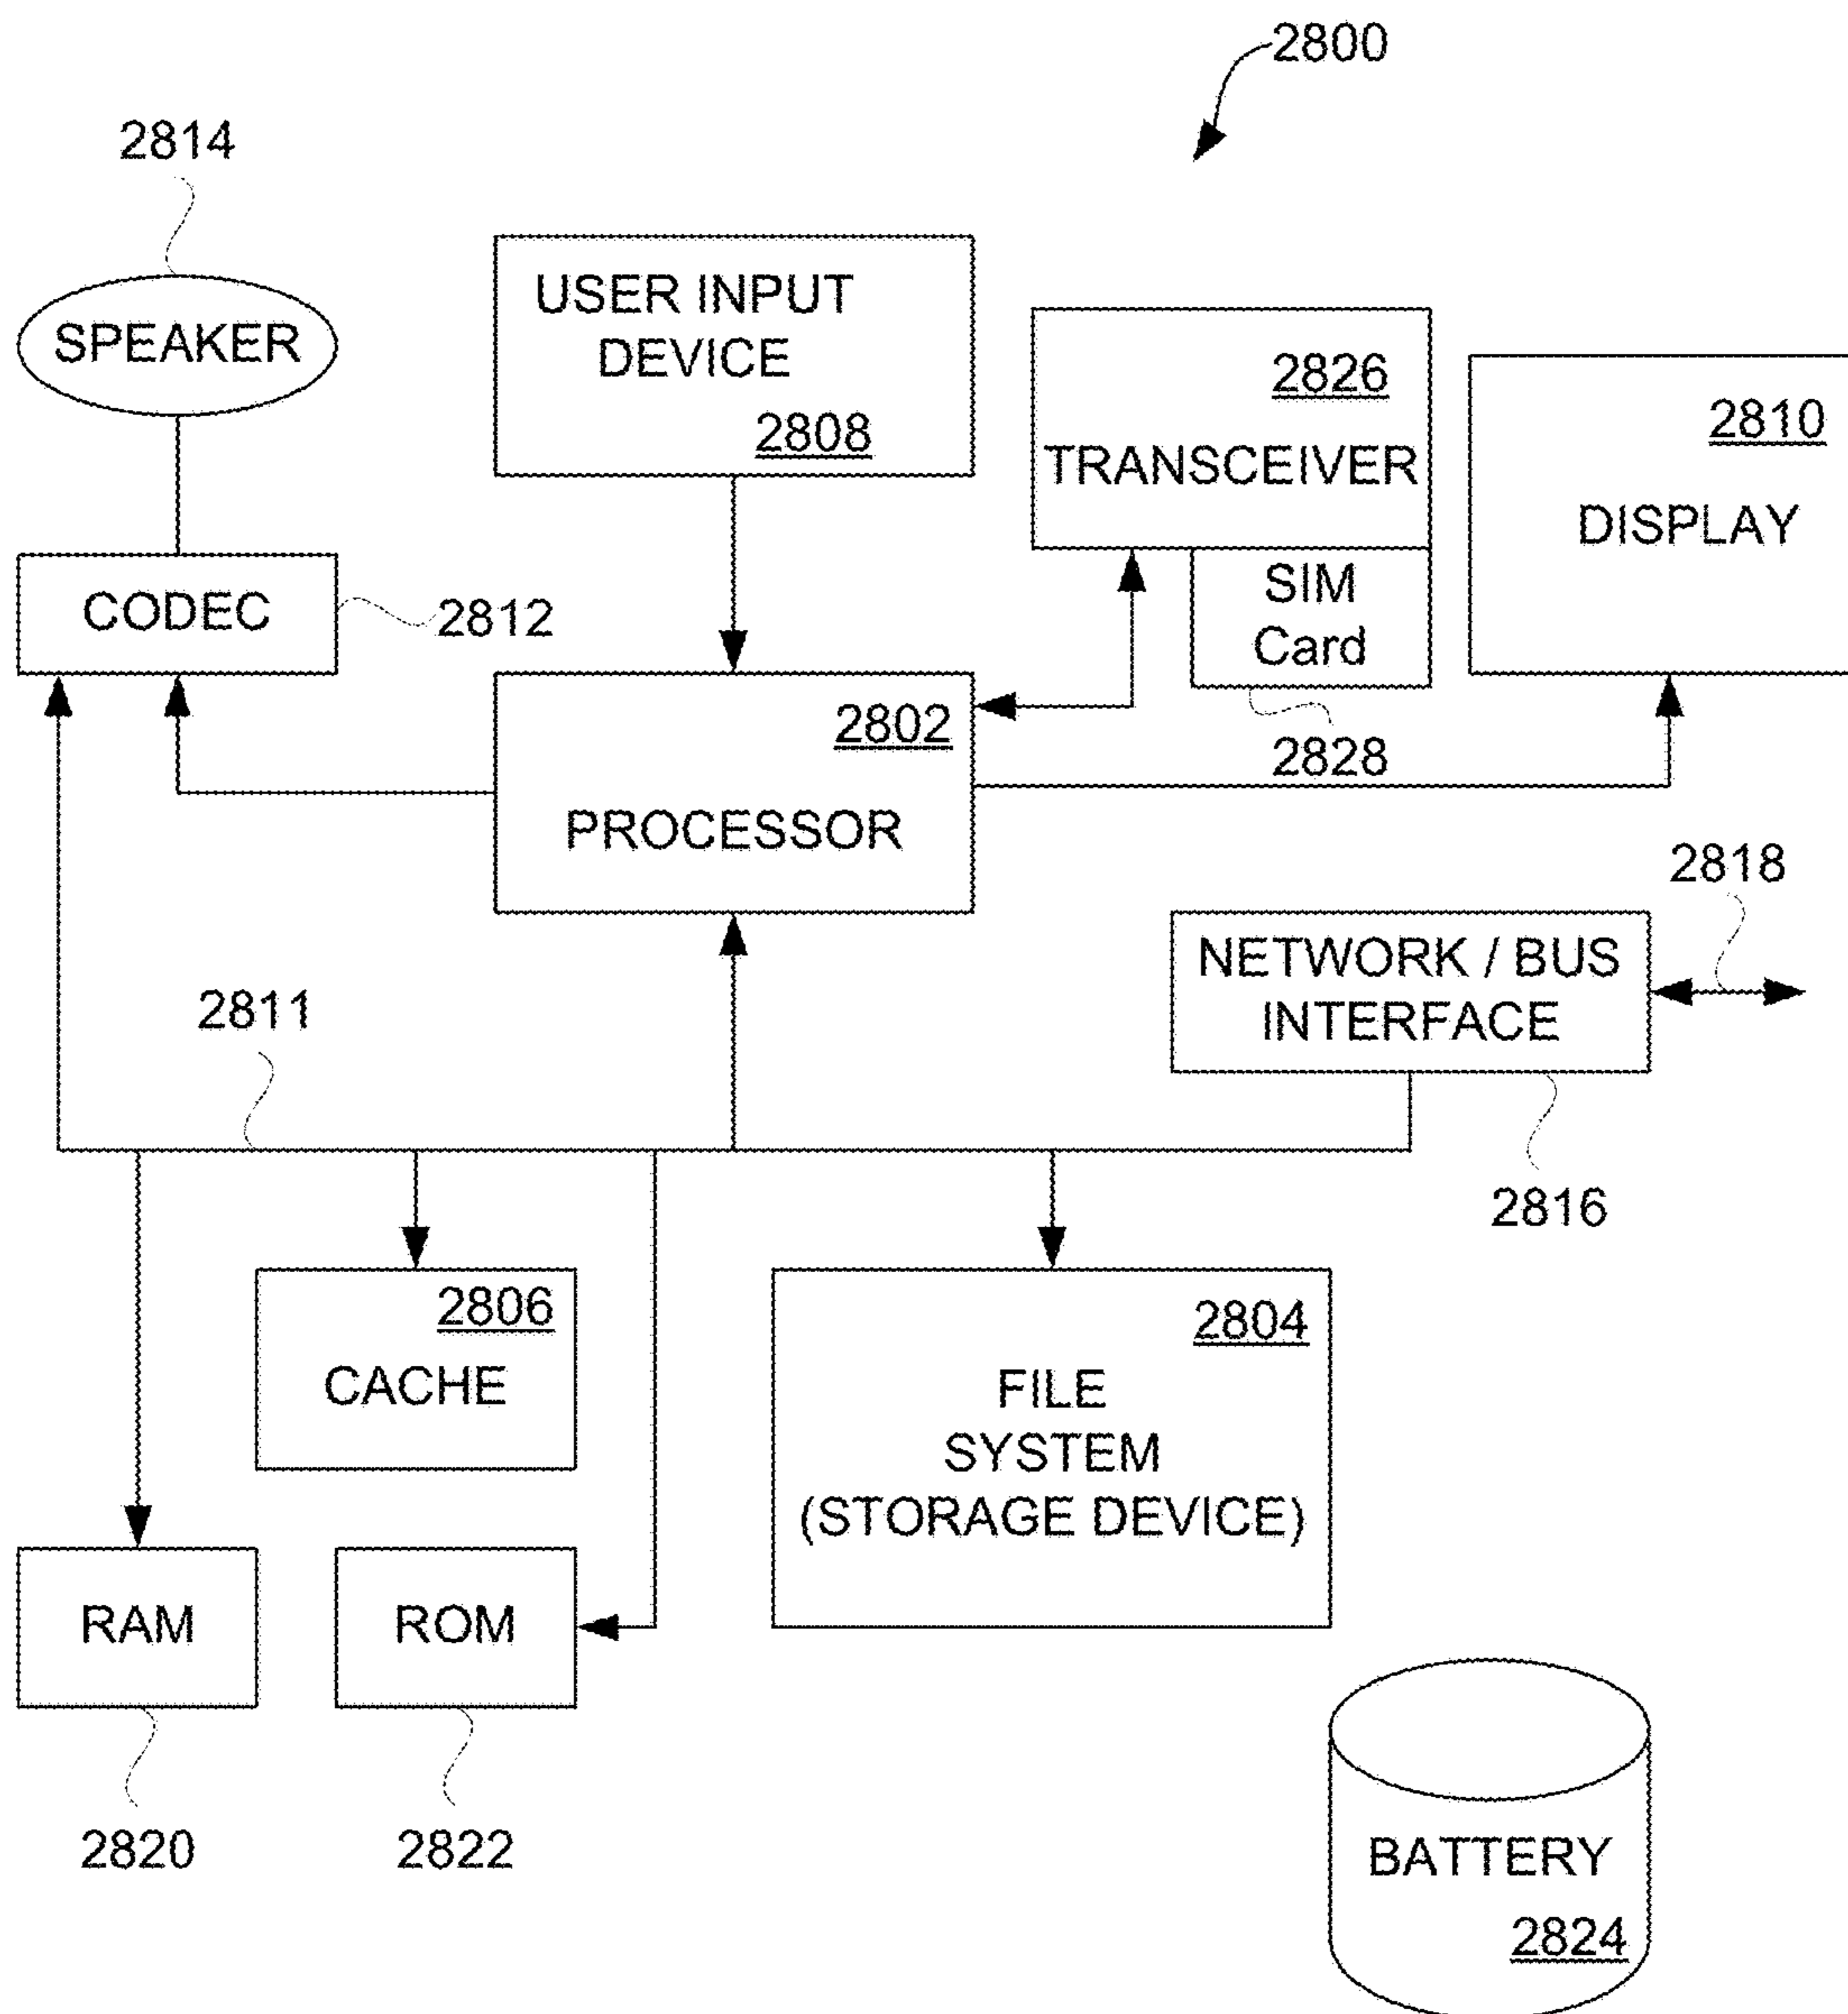 2800
2814
SPEAKER
USER INPUT
DEVICE
2808
2826
TRANSCEIVER
2810
DISPLAY
SIM
Card
2828
CODEC
2812
2802
PROCESSOR
2818
NETWORK / BUS
INTERFACE
2816
2811
2806
CACHE
2804
FILE
SYSTEM
(STORAGE DEVICE)
RAM
ROM
2820
2822
BATTERY
2824